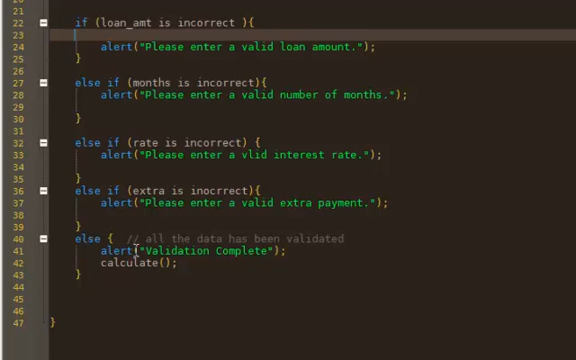 21
22 if (loan_amt is incorrect ){
23
24 alert("Please enter a valid loan amount.");
25 }
26
27 else if (months is incorrect){
28 alert("Please enter a valid number of months.");
29
30 }
31
32 else if (rate is incorrect) {
33 alert("Please enter a vlid interest rate.");
34
35 }
36 else if (extra is inocrrect){
37 alert("Please enter a valid extra payment.");
38
39 }
40 else { // all the data has been validated
41 alert("Validation Complete");
42 calculate();
43 }
44
45
46
47 }